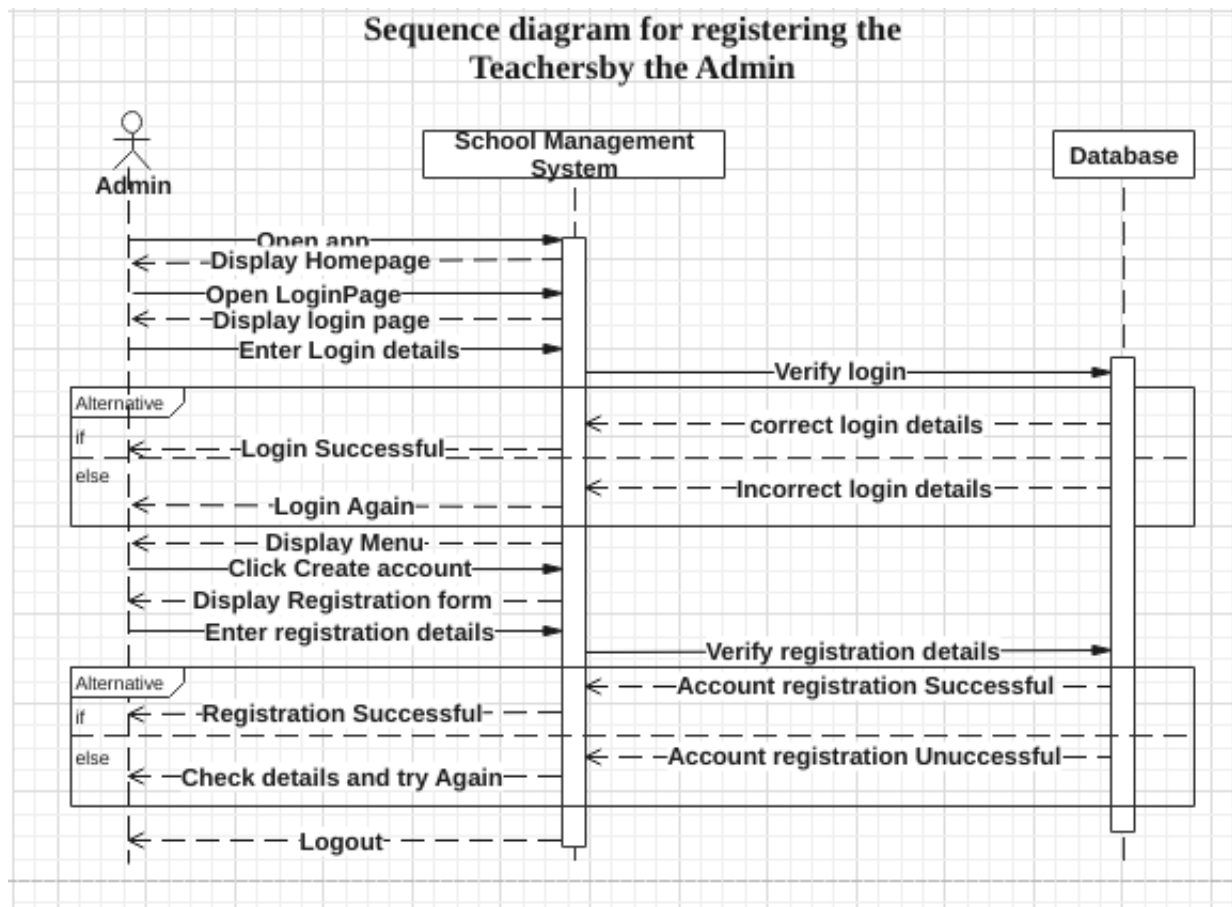 Sequence diagram for registering the
Teachersby the Admin
School Management
System
Database
Admin
Open app
Display Homepage
Open LoginPage
Display login page
Enter Login details
Verify login
Alternative
correct login details
if
Login Successful
else
Incorrect login details
Login Again
Display Menu
Click Create account
Display Registration form
Enter registration details
Verify registration details
Alternative
Account registration Successful
if
Registration Successful
else
Account registration Unuccessful
Check details and try Again
Logout